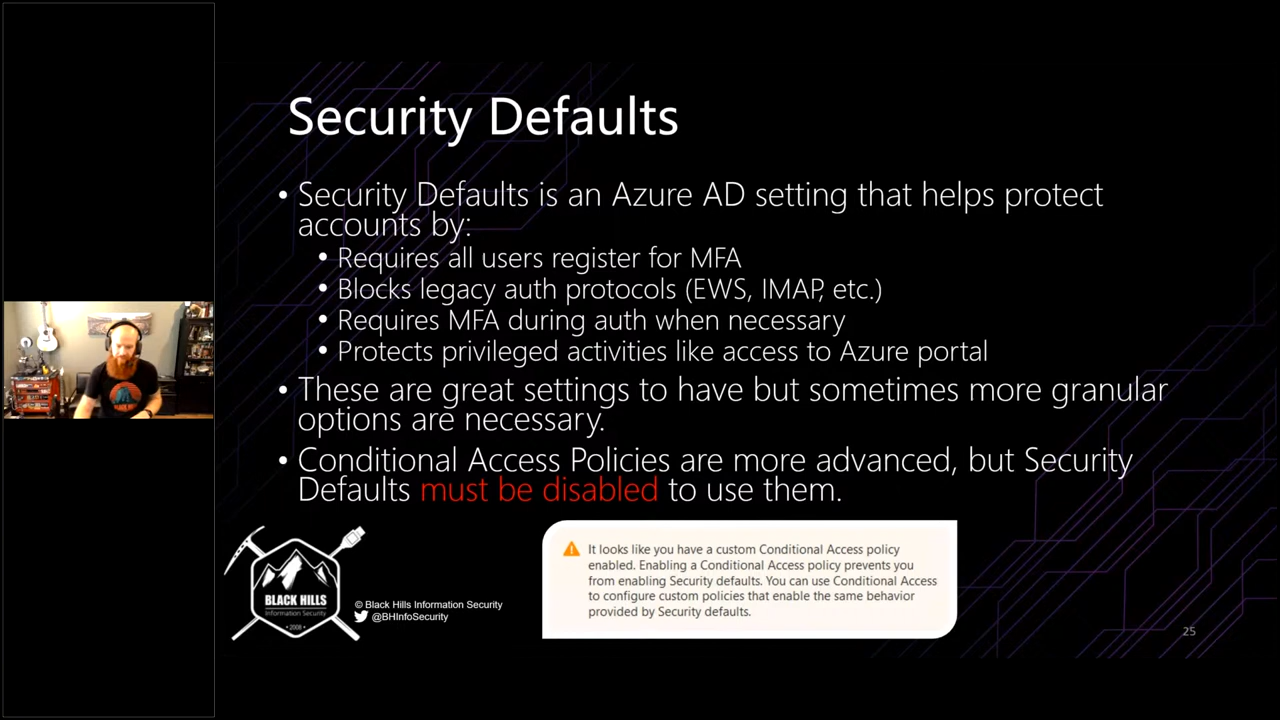 Security Defaults
• Security Defaults is an Azure AD setting that helps protect
accounts by:
• Requires all users register for MFA
• Blocks legacy auth protocols (EWS, IMAP, etc.)
• Requires MFA during auth when necessary
• Protects privileged activities like access to Azure portal
• These are great settings to have but sometimes more granular
options are necessary.
• Conditional Access Policies are more advanced, but Security
Defaults must be disabled to use them.
BLACK HILLS
Information Security
• 2008 •
© Black Hills Information Security
@BHInfoSecurity
It looks like you have a custom Conditional Access policy
enabled. Enabling a Conditional Access policy prevents you
from enabling Security defaults. You can use Conditional Access
to configure custom policies that enable the same behavior
provided by Security defaults.
25